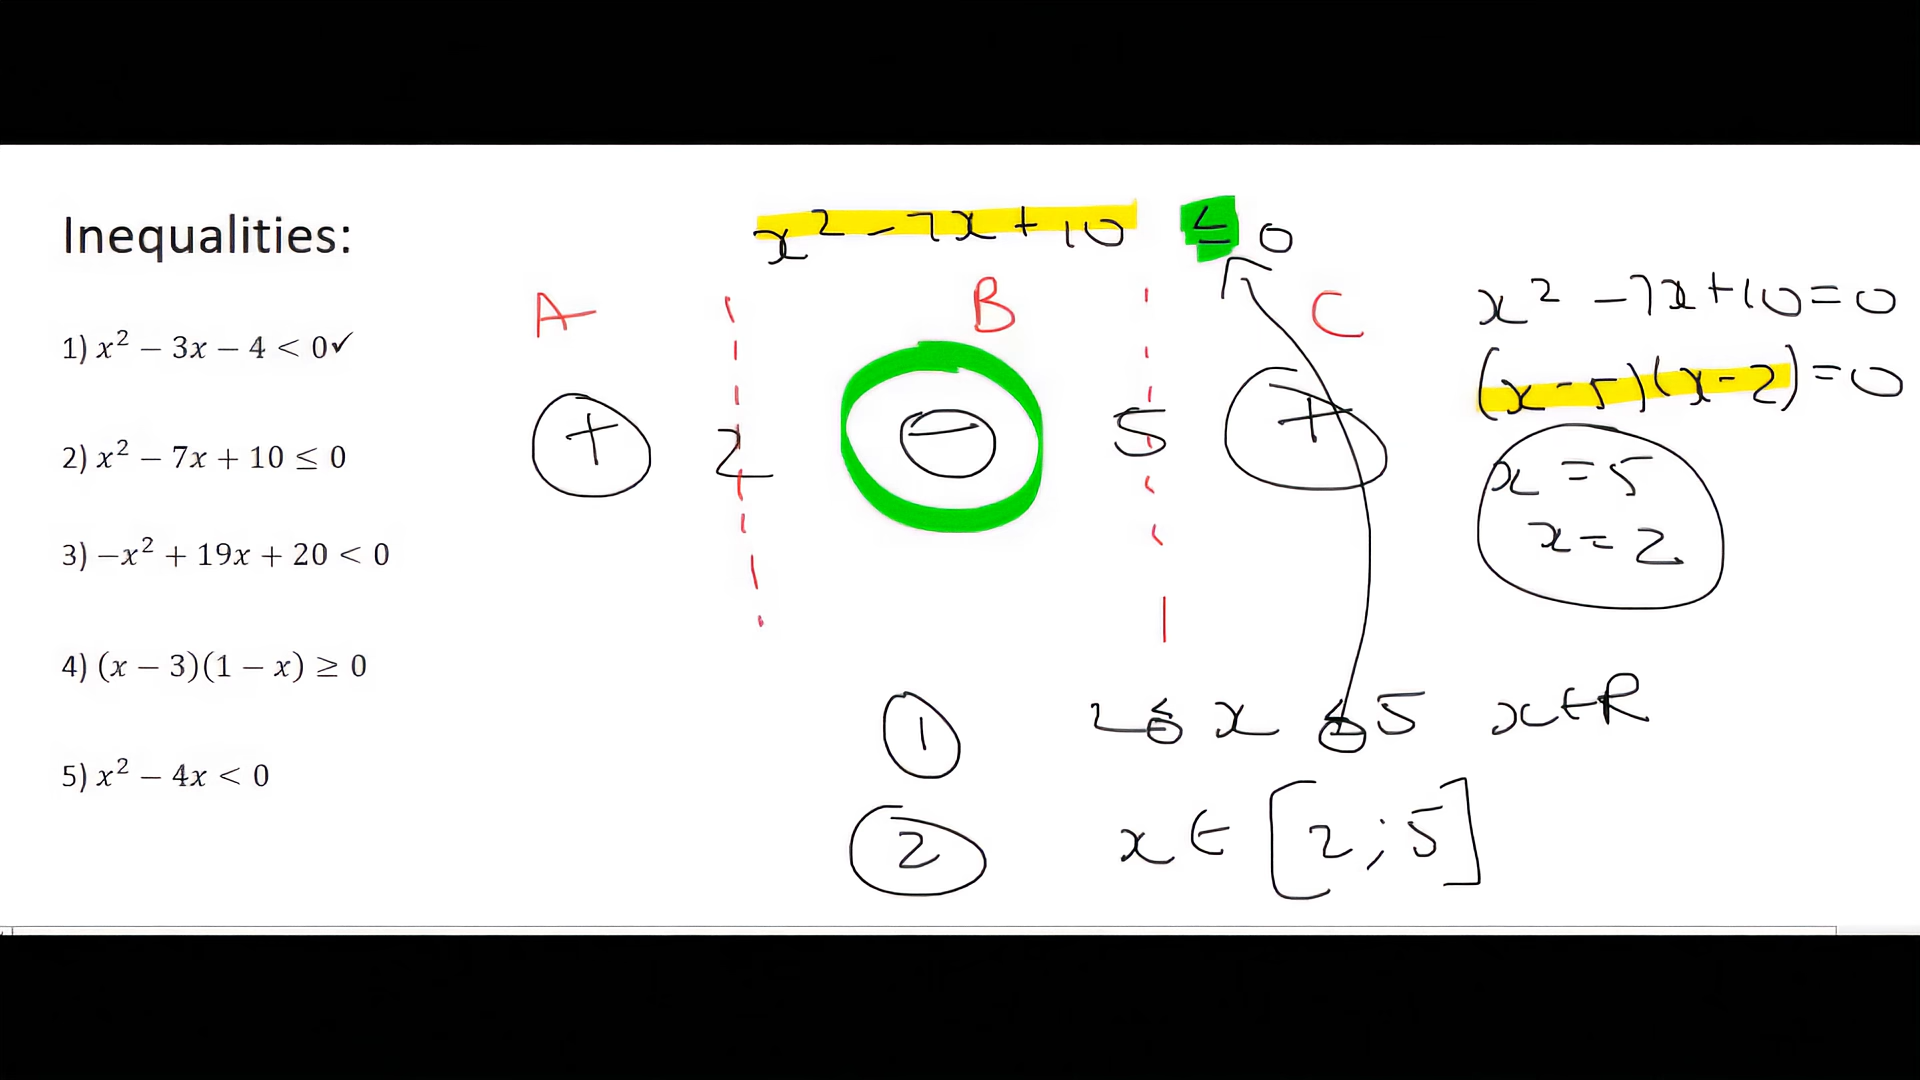 Inequalities:
1) x² − 3x − 4 < 0✓
2) x² − 7x + 10 ≤ 0
3) −x² + 19x + 20 < 0
4) (x − 3)(1 − x) ≥ 0
5) x² − 4x < 0
x² − 7x + 10 ≤ 0
A B C
+ 2 − 5 +
x² − 7x + 10 = 0
(x − 5)(x − 2) = 0
x = 5
x = 2
1 2 ≤ x ≤ 5 x ∈ R
2 x ∈ [2 ; 5]